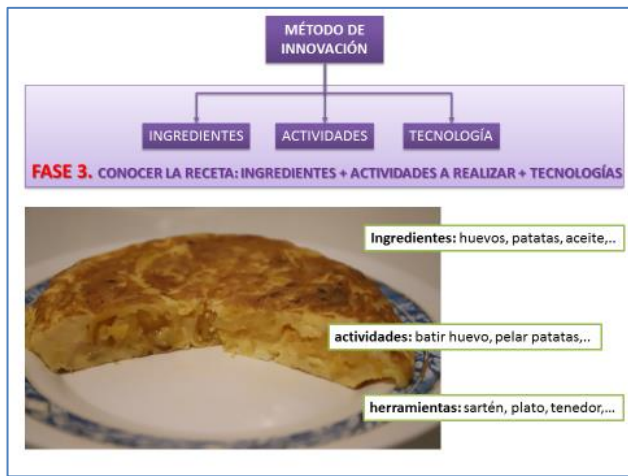 MÉTODO DE
INNOVACIÓN
INGREDIENTES
ACTIVIDADES
TECNOLOGÍA
FASE 3. CONOCER LA RECETA: INGREDIENTES + ACTIVIDADES A REALIZAR + TECNOLOGÍAS
Ingredientes: huevos, patatas, aceite,..
actividades: batir huevo, pelar patatas,..
herramientas: sartén, plato, tenedor,...